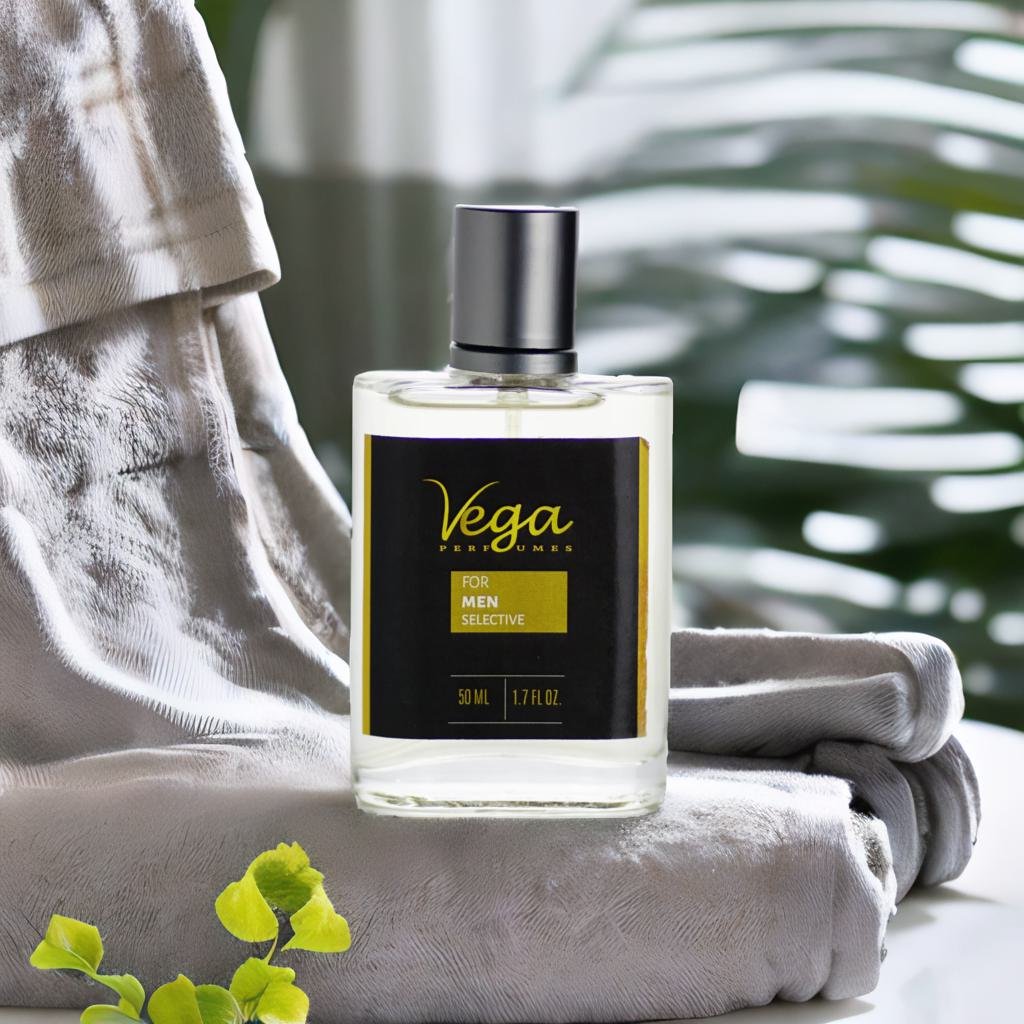 Vega
PERFUMES
FOR
MEN
SELECTIVE
50 ML | 1.7 FL OZ.